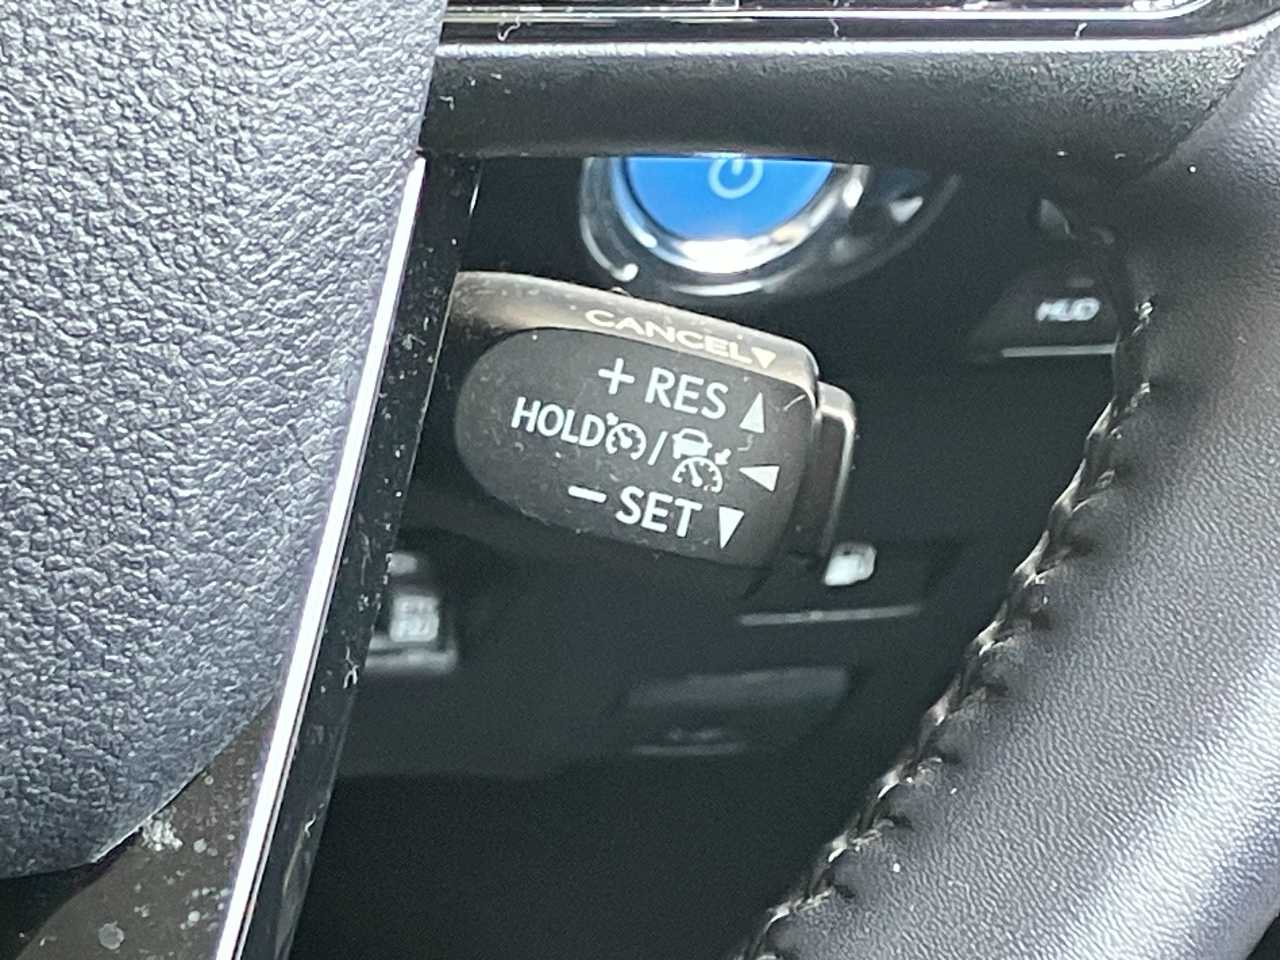 CANCEL▼
+ RES ▲
HOLD / ◀
− SET ▼
HUD